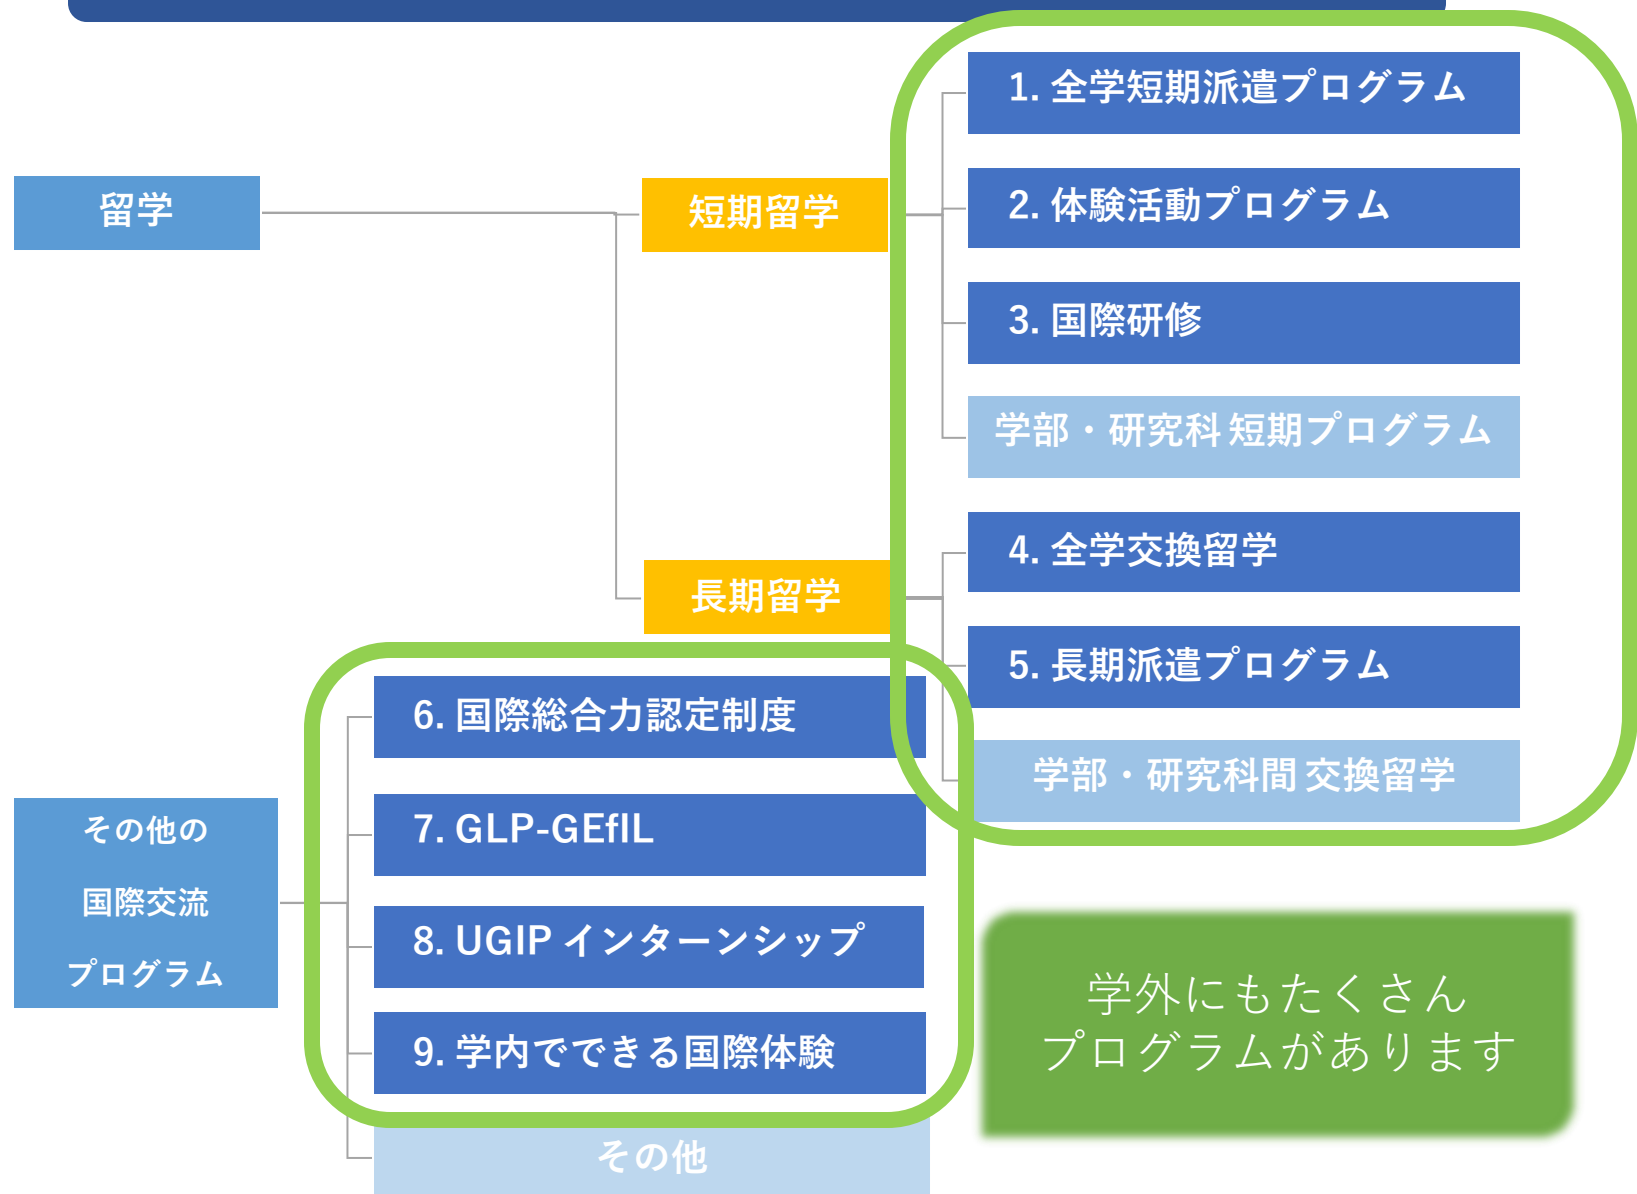 留学
短期留学
1. 全学短期派遣プログラム
2. 体験活動プログラム
3. 国際研修
学部・研究科 短期プログラム
長期留学
4. 全学交換留学
5. 長期派遣プログラム
学部・研究科間 交換留学
その他の
国際交流
プログラム
6. 国際総合力認定制度
7. GLP-GEfIL
8. UGIP インターンシップ
9. 学内でできる国際体験
その他
学外にもたくさん
プログラムがあります